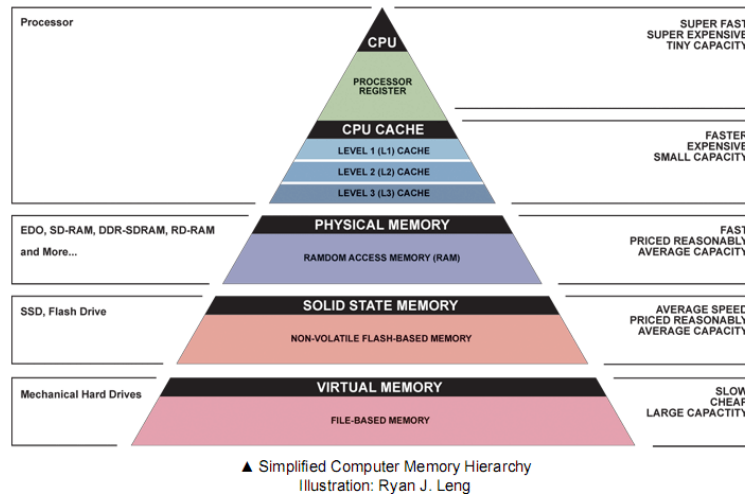 Processor
CPU
SUPER FAST
SUPER EXPENSIVE
TINY CAPACITY
PROCESSOR
REGISTER
CPU CACHE
LEVEL 1 (L1) CACHE
LEVEL 2 (L2) CACHE
LEVEL 3 (L3) CACHE
FASTER
EXPENSIVE
SMALL CAPACITY
EDO, SD-RAM, DDR-SDRAM, RD-RAM
and More...
PHYSICAL MEMORY
RAMDOM ACCESS MEMORY (RAM)
FAST
PRICED REASONABLY
AVERAGE CAPACITY
SSD, Flash Drive
SOLID STATE MEMORY
NON-VOLATILE FLASH-BASED MEMORY
AVERAGE SPEED
PRICED REASONABLY
AVERAGE CAPACITY
Mechanical Hard Drives
VIRTUAL MEMORY
FILE-BASED MEMORY
SLOW
CHEAP
LARGE CAPACTITY
▲ Simplified Computer Memory Hierarchy
Illustration: Ryan J. Leng